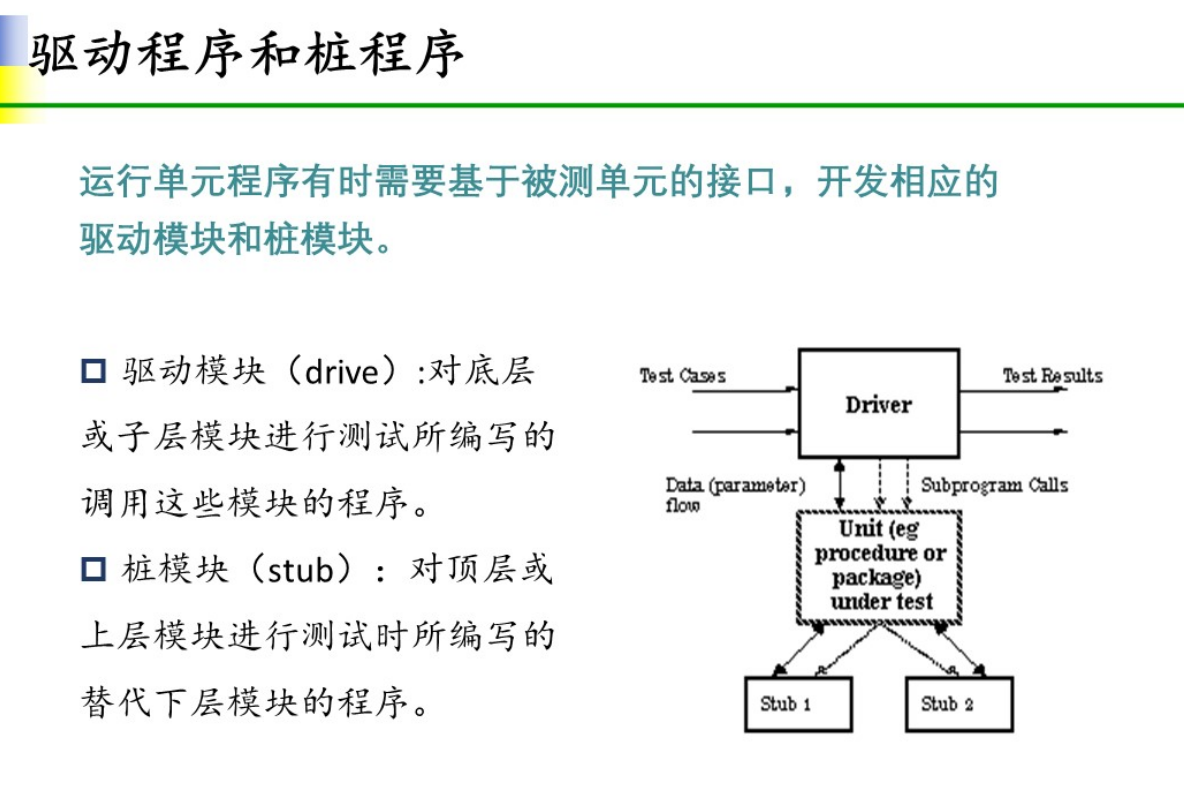 驱动程序和桩程序
运行单元程序有时需要基于被测单元的接口，开发相应的
驱动模块和桩模块。
驱动模块（drive）:对底层
或子层模块进行测试所编写的
调用这些模块的程序。
桩模块（stub）：对顶层或
上层模块进行测试时所编写的
替代下层模块的程序。
Test Cases
Test Results
Driver
Data (parameter)
flow
Subprogram Calls
Unit (eg
procedure or
package)
under test
Stub 1
Stub 2